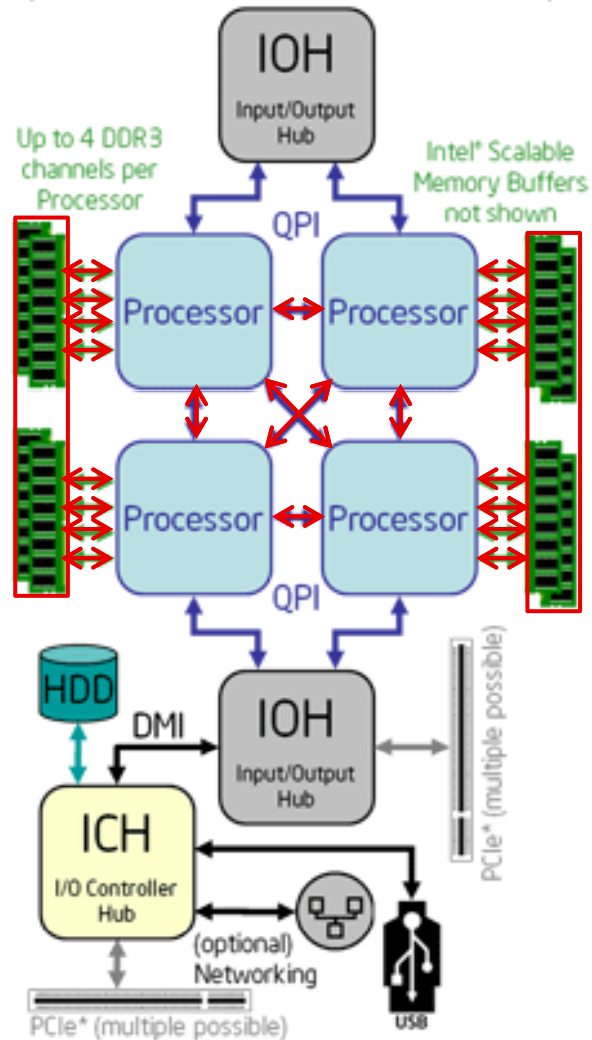 IOH
Input/Output
Hub
Up to 4 DDR3
channels per
Processor
Intel® Scalable
Memory Buffers
not shown
QPI
Processor
Processor
Processor
Processor
QPI
HDD
DMI
IOH
Input/Output
Hub
PCIe* (multiple possible)
ICH
I/O Controller
Hub
(optional)
Networking
USB
PCIe* (multiple possible)